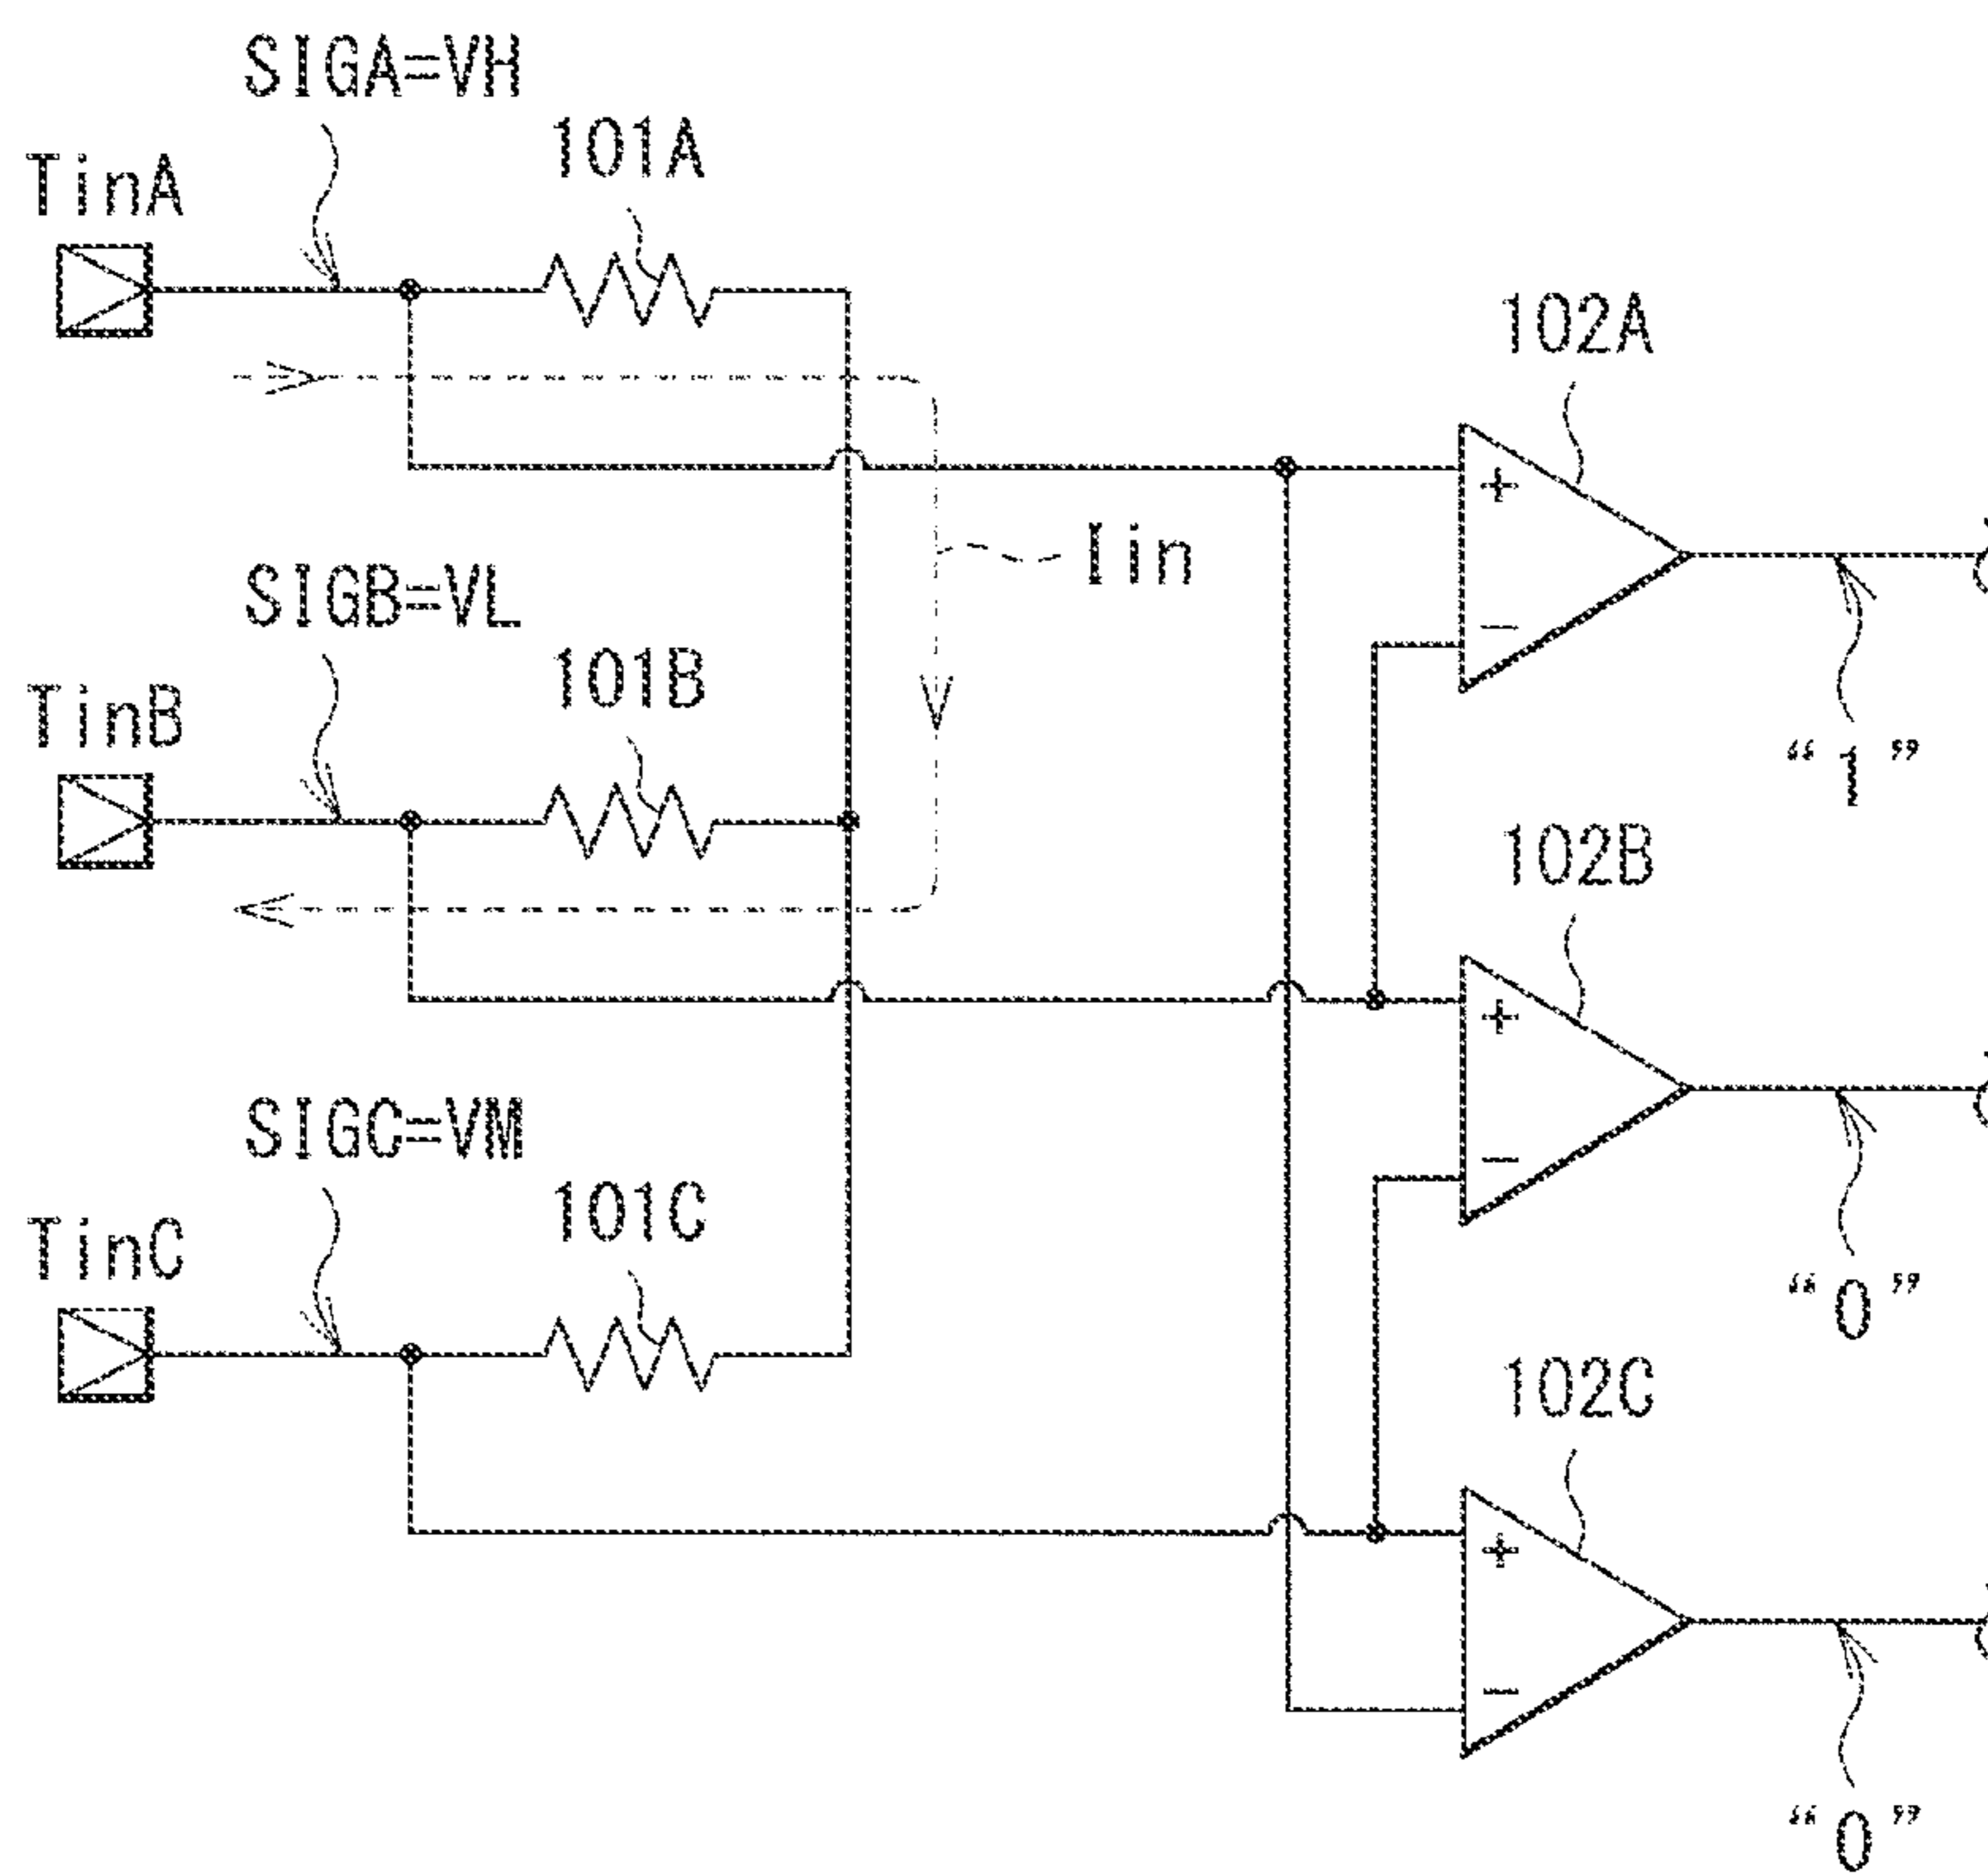 SIGA=VH
101A
TinA
102A
+
−
Iin
“1”
SIGB=VL
101B
TinB
102B
+
−
“0”
SIGC=VM
101C
TinC
102C
+
−
“0”